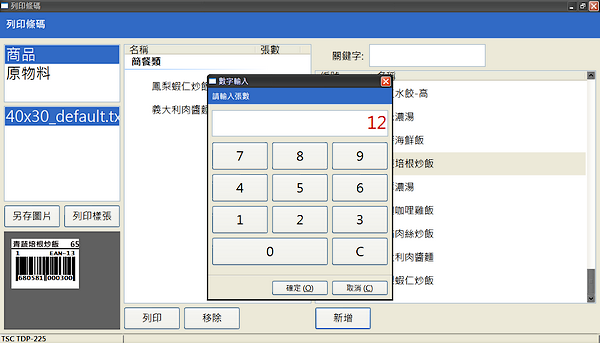 列印條碼
列印條碼
商品
原物料
40x30_default.tx
另存圖片
列印樣張
青蔬培根炒飯 65
1 EAN-13
680581 000300
名稱 張數
簡餐類
鳳梨蝦仁炒飯
義大利肉醬麵
列印
移除
關鍵字:
名稱
水餃-高
濃湯
海鮮飯
培根炒飯
濃湯
咖哩雞飯
肉絲炒飯
利肉醬麵
蝦仁炒飯
新增
數字輸入
請輸入張數
12
7 8 9
4 5 6
1 2 3
0 C
確定(O)
取消(C)
TSC TDP-225